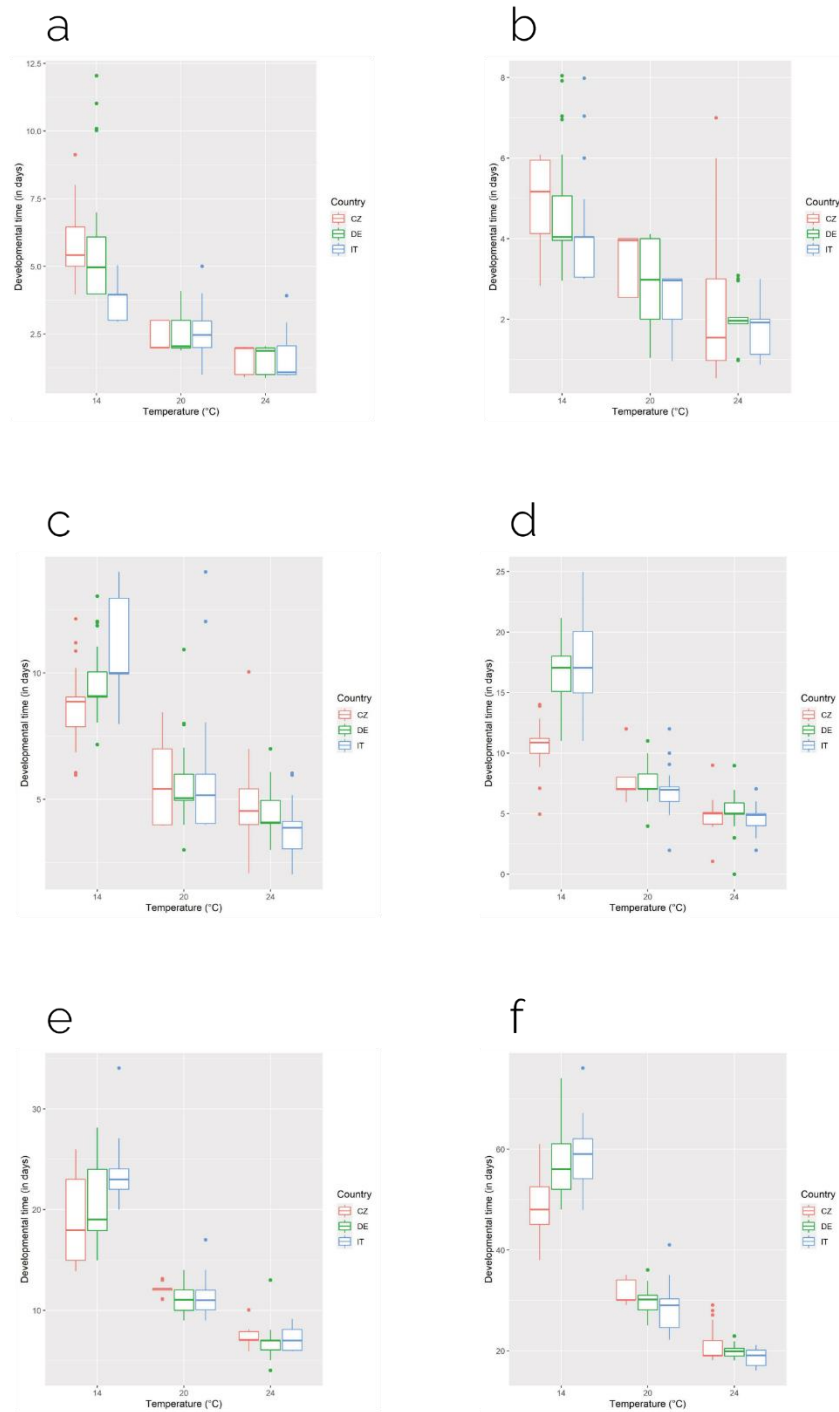 a
12.5
10.0
7.5
5.0
2.5
Developmental time (in days)
14
20
24
Temperature (°C)
Country
CZ
DE
IT
b
8
6
4
2
Developmental time (in days)
14
20
24
Temperature (°C)
Country
CZ
DE
IT
c
10
5
Developmental time (in days)
14
20
24
Temperature (°C)
Country
CZ
DE
IT
d
25
20
15
10
5
0
Developmental time (in days)
14
20
24
Temperature (°C)
Country
CZ
DE
IT
e
30
20
10
Developmental time (in days)
14
20
24
Temperature (°C)
Country
CZ
DE
IT
f
60
40
20
Developmental time (in days)
14
20
24
Temperature (°C)
Country
CZ
DE
IT